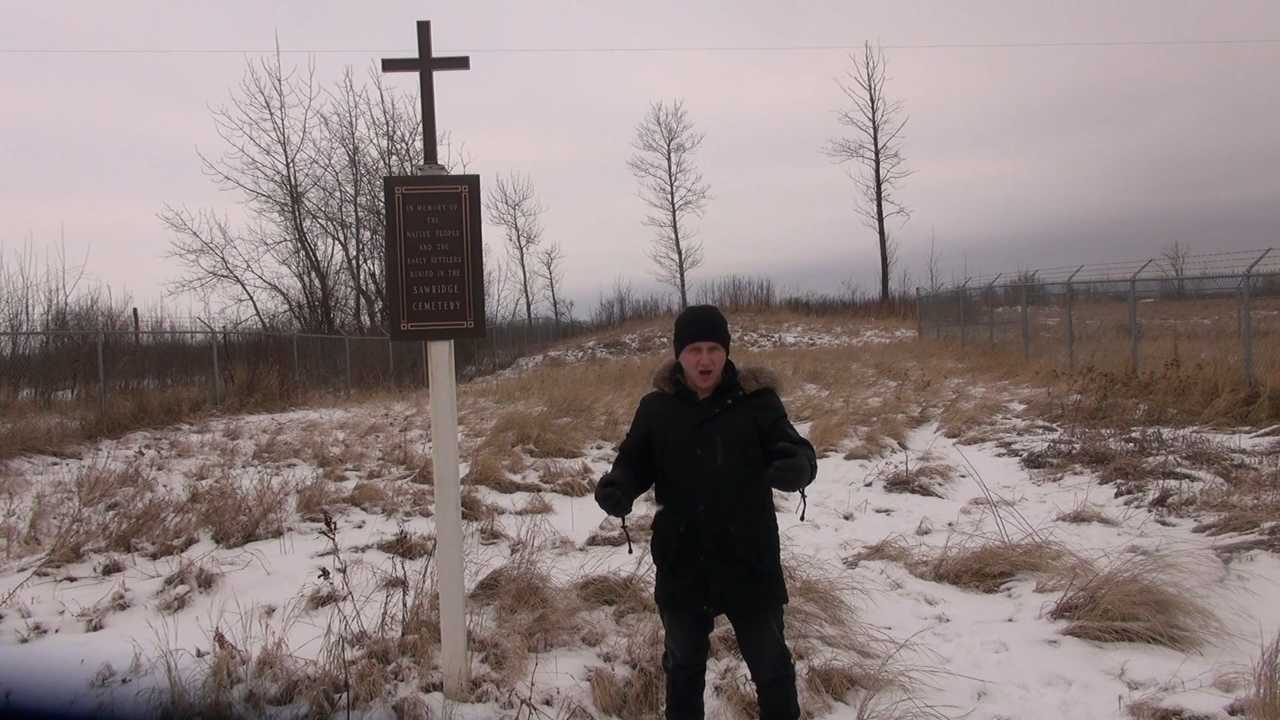 IN MEMORY OF
THE
NATIVE PEOPLE
AND THE
EARLY SETTLERS
BURIED IN THE
SAWRIDGE
CEMETERY